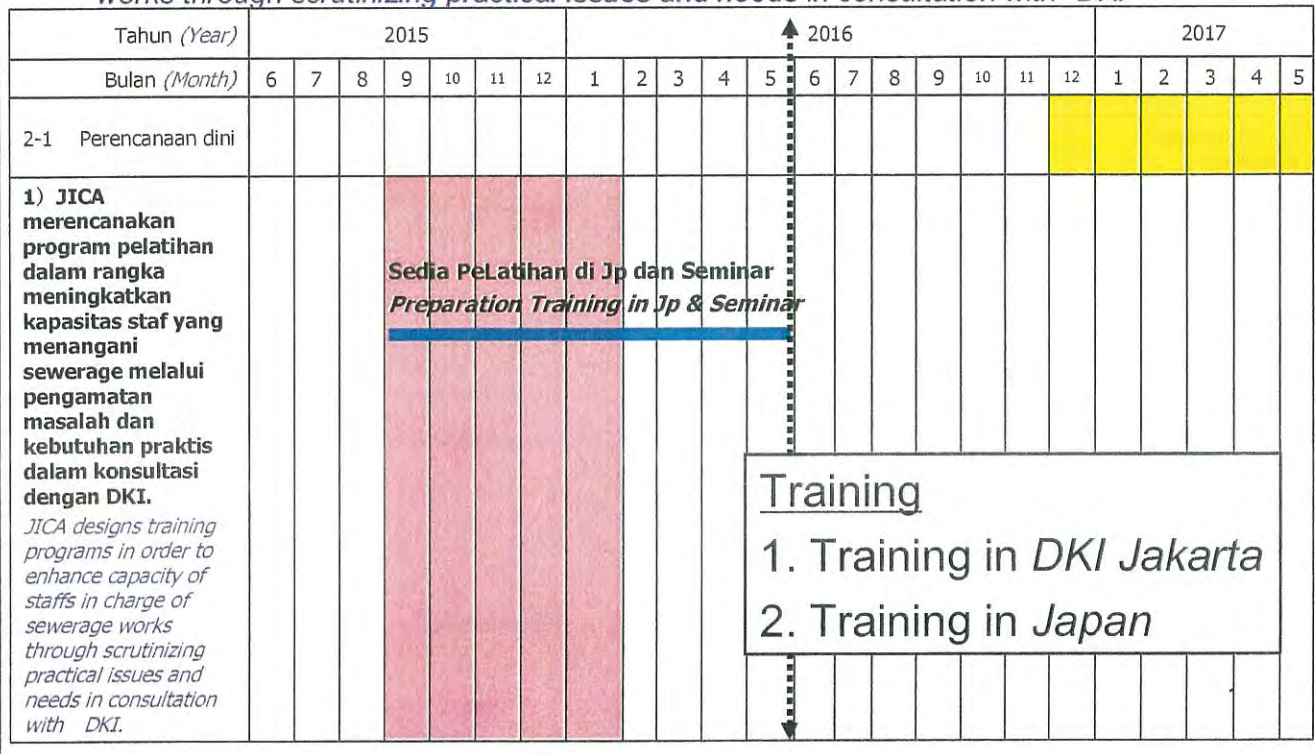 works through scrutinizing practical issues and needs in consultation with DKI
Tahun (Year) 2015 2016 2017
Bulan (Month) 6 7 8 9 10 11 12 1 2 3 4 5 6 7 8 9 10 11 12 1 2 3 4 5
2-1 Perencanaan dini
1) JICA
merencanakan
program pelatihan
dalam rangka
meningkatkan
kapasitas staf yang
menangani
sewerage melalui
pengamatan
masalah dan
kebutuhan praktis
dalam konsultasi
dengan DKI.
JICA designs training
programs in order to
enhance capacity of
staffs in charge of
sewerage works
through scrutinizing
practical issues and
needs in consultation
with DKI.
Sedia PeLatihan di Jp dan Seminar
Preparation Training in Jp & Seminar
Training
1. Training in DKI Jakarta
2. Training in Japan